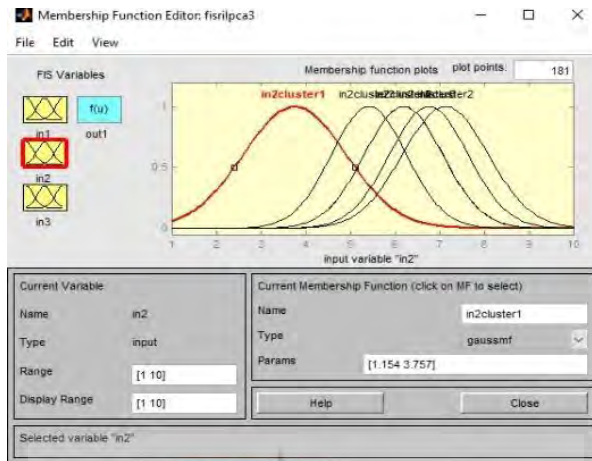 Membership Function Editor: fisrilpca3
File Edit View
FIS Variables
Membership function plots plot points: 181
f(u)
in1 out1
in2
in3
in2cluster1 cluster2
1
0.5
0
1 2 3 4 5 6 7 8 9 10
input variable "in2"
Current Variable
Name in2
Type input
Range [1 10]
Display Range [1 10]
Current Membership Function (click on MF to select)
Name in2cluster1
Type gaussmf
Params [1.154 3.757]
Help Close
Selected variable "in2"